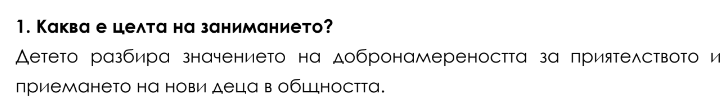 1. Каква е целта на заниманието?
Детето разбира значението на добронамереността за приятелството и
приемането на нови деца в общността.